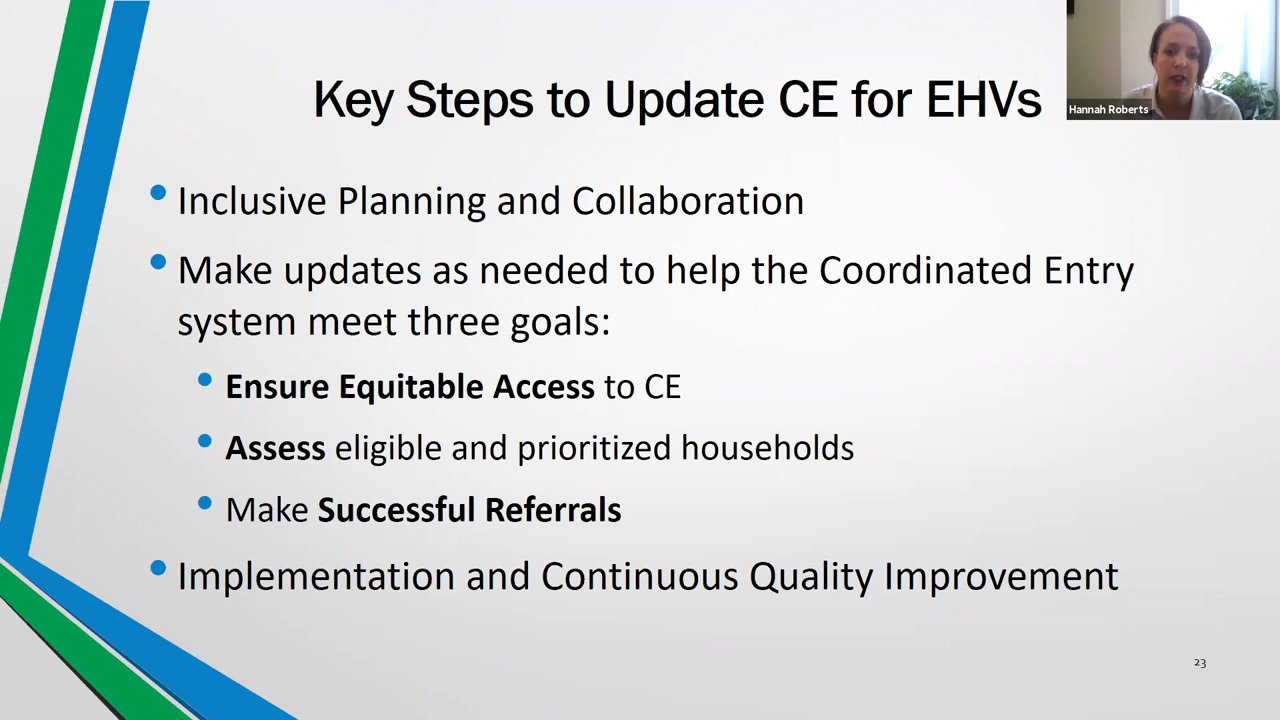 Key Steps to Update CE for EHVs
Hannah Roberts
• Inclusive Planning and Collaboration
• Make updates as needed to help the Coordinated Entry
system meet three goals:
• Ensure Equitable Access to CE
• Assess eligible and prioritized households
• Make Successful Referrals
• Implementation and Continuous Quality Improvement
23